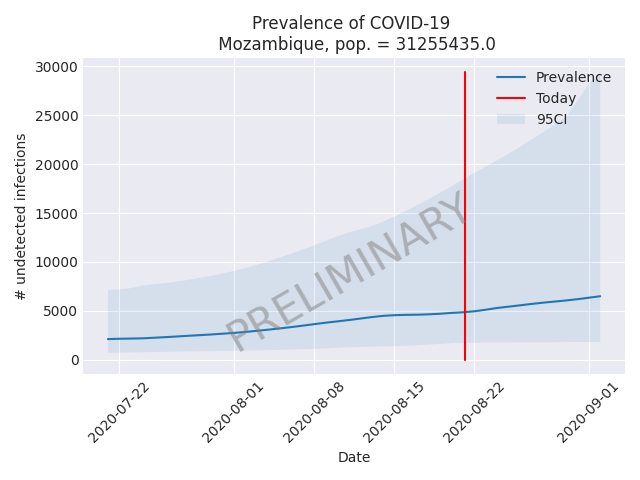 Prevalence of COVID-19
Mozambique, pop. = 31255435.0
30000
25000
20000
15000
10000
5000
0
# undetected infections
Prevalence
Today
95CI
PRELIMINARY
2020-07-22
2020-08-01
2020-08-08
2020-08-15
2020-08-22
2020-09-01
Date